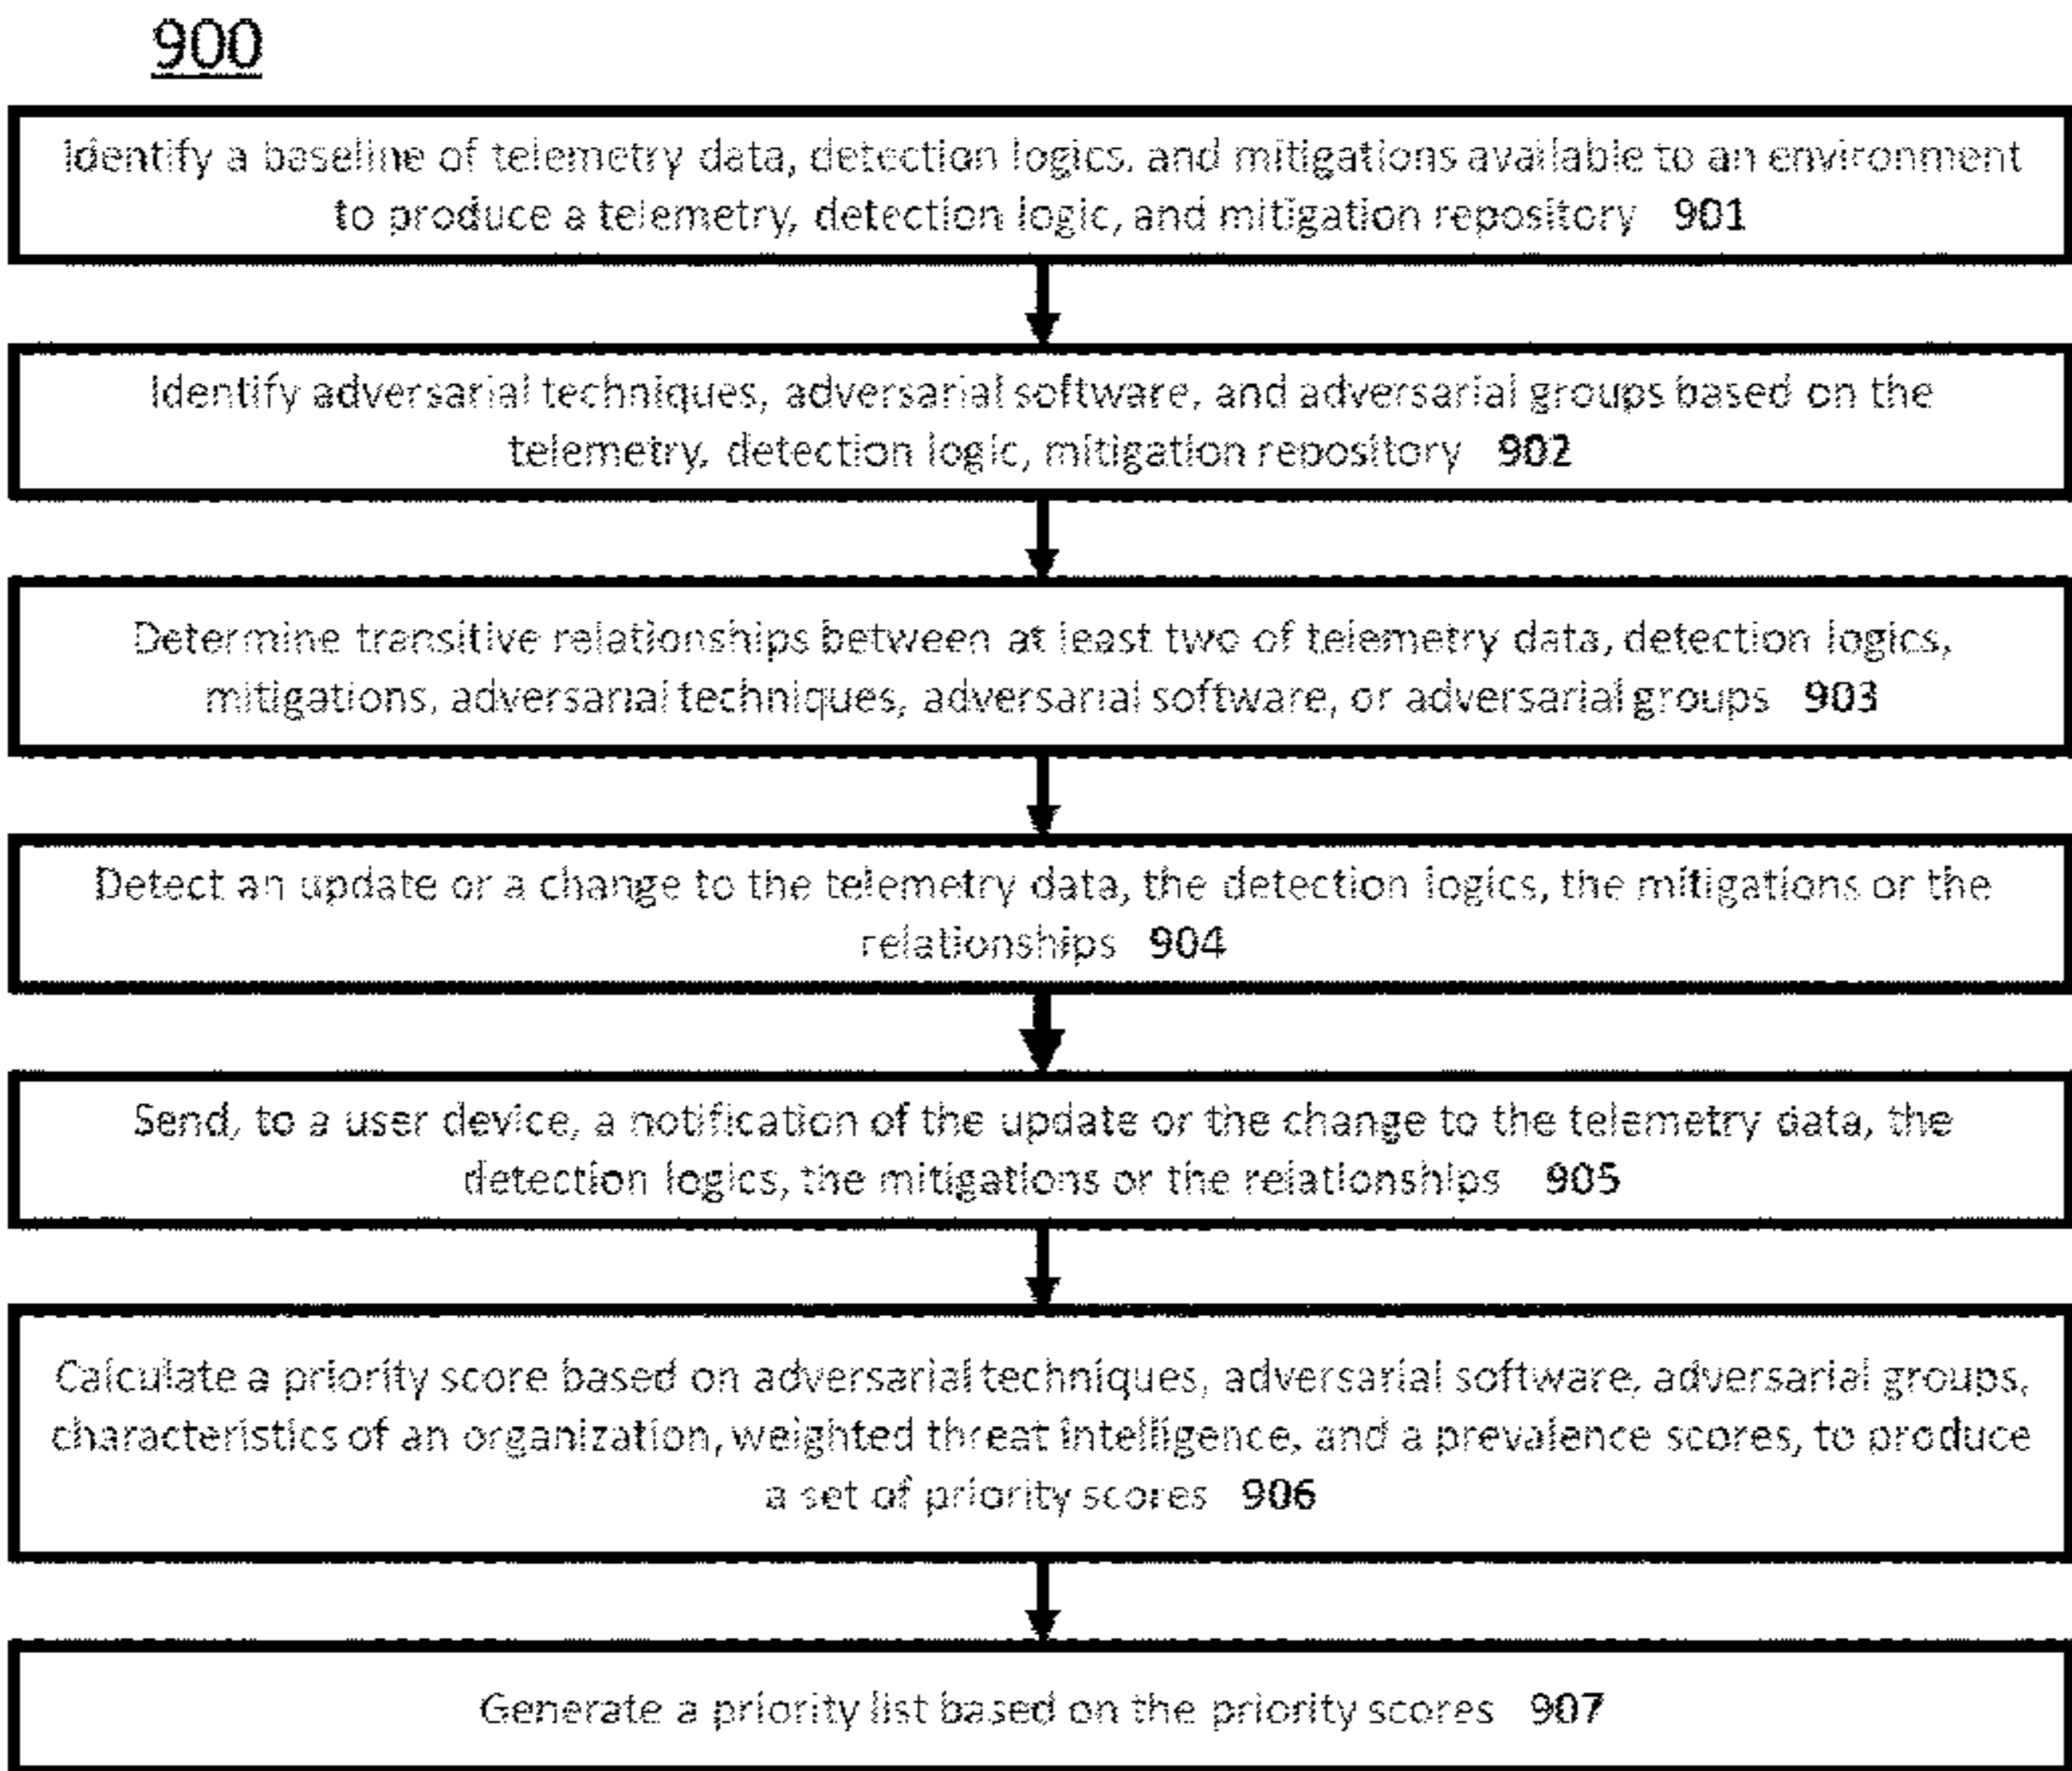 900
Identify a baseline of telemetry data, detection logics, and mitigations available to an environment
to produce a telemetry, detection logic, and mitigation repository 901
Identify adversarial techniques, adversarial software, and adversarial groups based on the
telemetry, detection logic, mitigation repository 902
Determine transitive relationships between at least two of telemetry data, detection logics,
mitigations, adversarial techniques, adversarial software, or adversarial groups 903
Detect an update or a change to the telemetry data, the detection logics, the mitigations or the
relationships 904
Send, to a user device, a notification of the update or the change to the telemetry data, the
detection logics, the mitigations or the relationships 905
Calculate a priority score based on adversarial techniques, adversarial software, adversarial groups,
characteristics of an organization, weighted threat intelligence, and a prevalence scores, to produce
a set of priority scores 906
Generate a priority list based on the priority scores 907